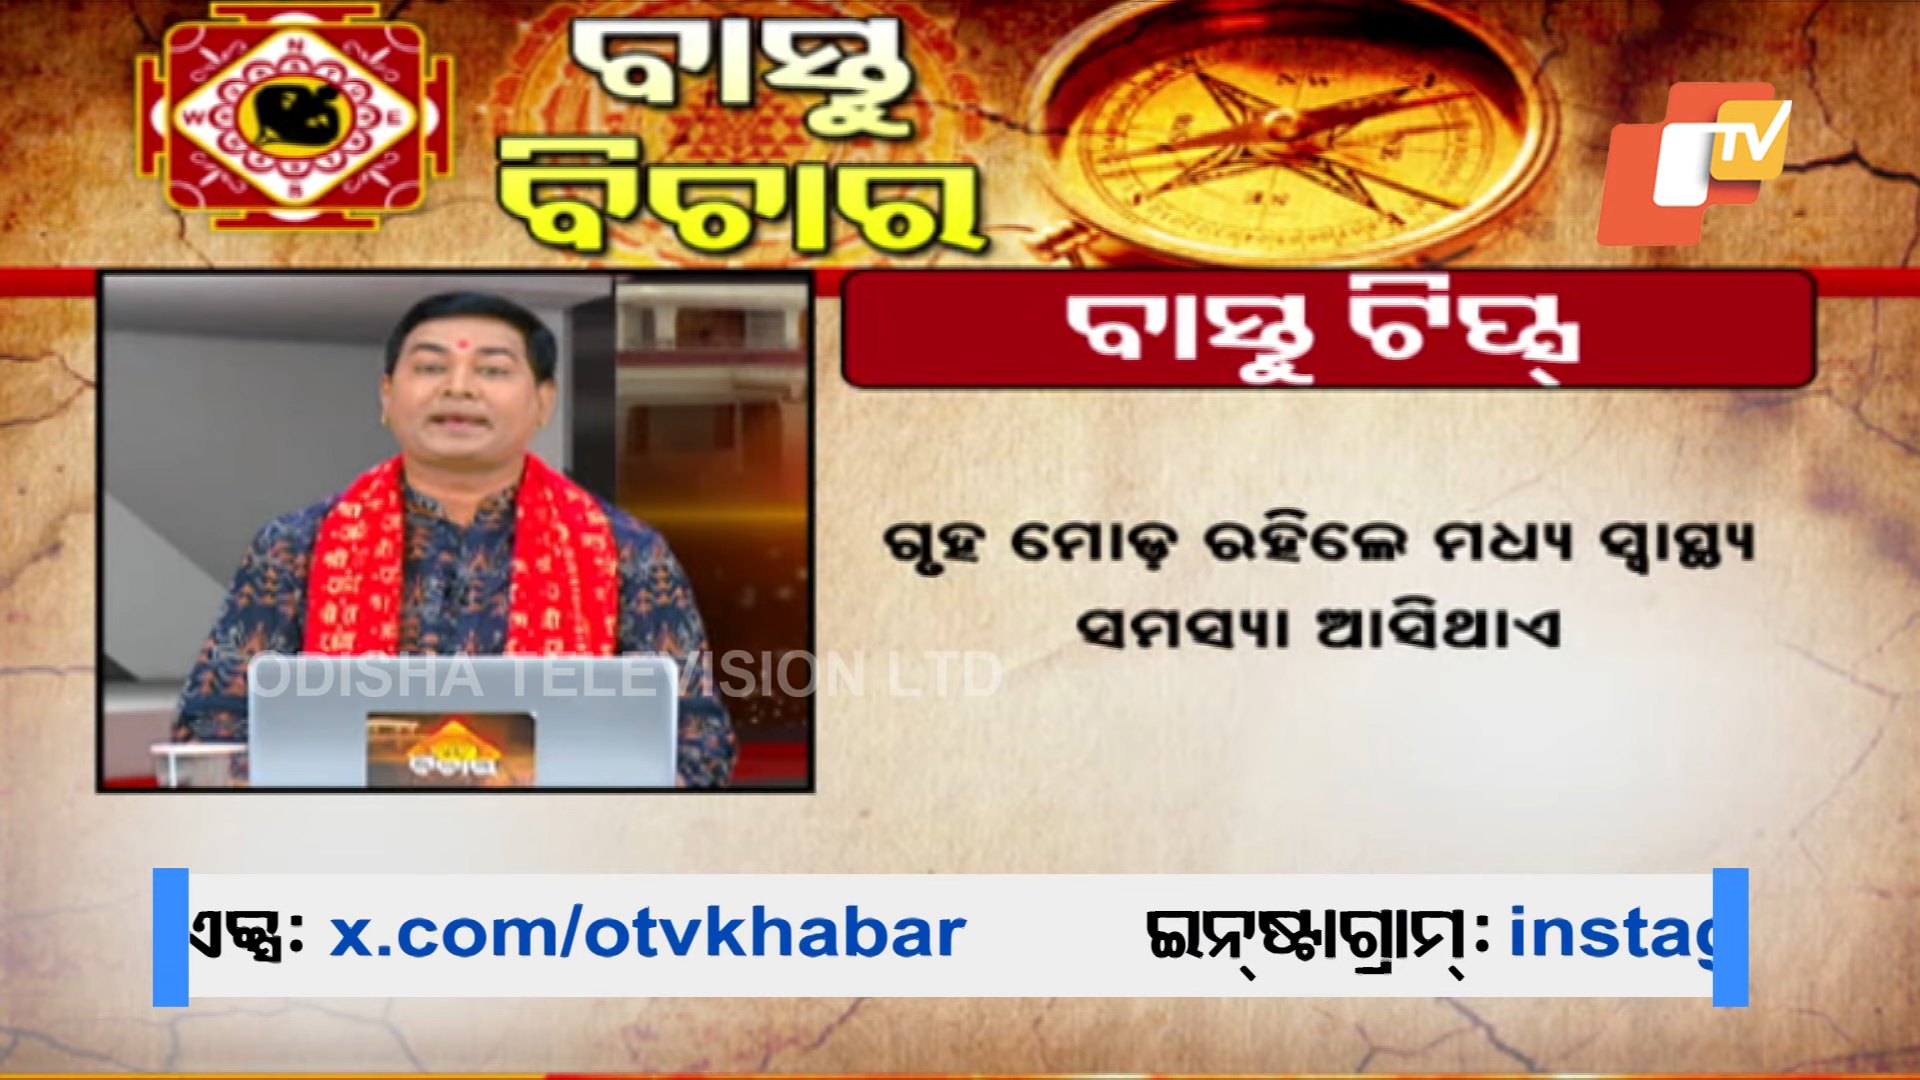 ବାସ୍ତୁ
ବିଚାର
N
W
E
S
TV
ବାସ୍ତୁ ଟିପ୍ସ
ଗୃହ ମୋଡ଼ ରହିଲେ ମଧ୍ୟ ସ୍ୱାସ୍ଥ୍ୟ
ସମସ୍ୟା ଆସିଥାଏ
ODISHA TELEVISION LTD
ବିଚାର
ଏକ୍ସ: x.com/otvkhabar ଇନ୍‌ଷ୍ଟାଗ୍ରାମ୍: instag